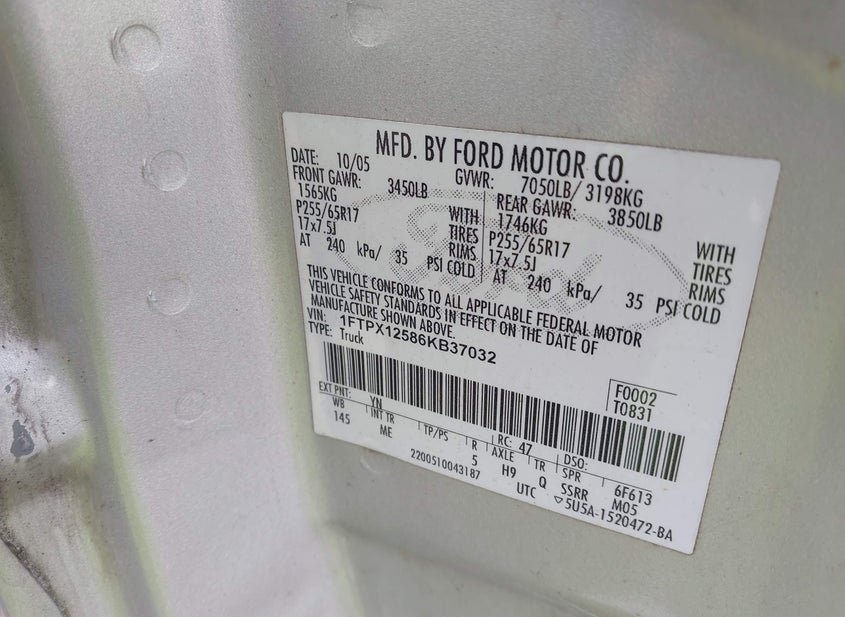 MFD. BY FORD MOTOR CO.
DATE: 10/05 GVWR: 7050LB/ 3198KG
FRONT GAWR: 3450LB REAR GAWR: 3850LB
1565KG WITH 1746KG WITH
P255/65R17 TIRES P255/65R17 TIRES
17x7.5J RIMS 17x7.5J RIMS
AT 240 kPa/ 35 PSI COLD AT 240 kPa/ 35 PSI COLD
THIS VEHICLE CONFORMS TO ALL APPLICABLE FEDERAL MOTOR
VEHICLE SAFETY STANDARDS IN EFFECT ON THE DATE OF
MANUFACTURE SHOWN ABOVE.
VIN: 1FTPX12586KB37032
TYPE: Truck
F0002
T0831
EXT PNT: YN RC: 47 DSO:
WB INT TR TP/PS R AXLE TR SPR
145 ME 5 H9 Q 5SRR 6F613 M05
2200510043187 UTC ▽5U5A-1520472-BA
Ford